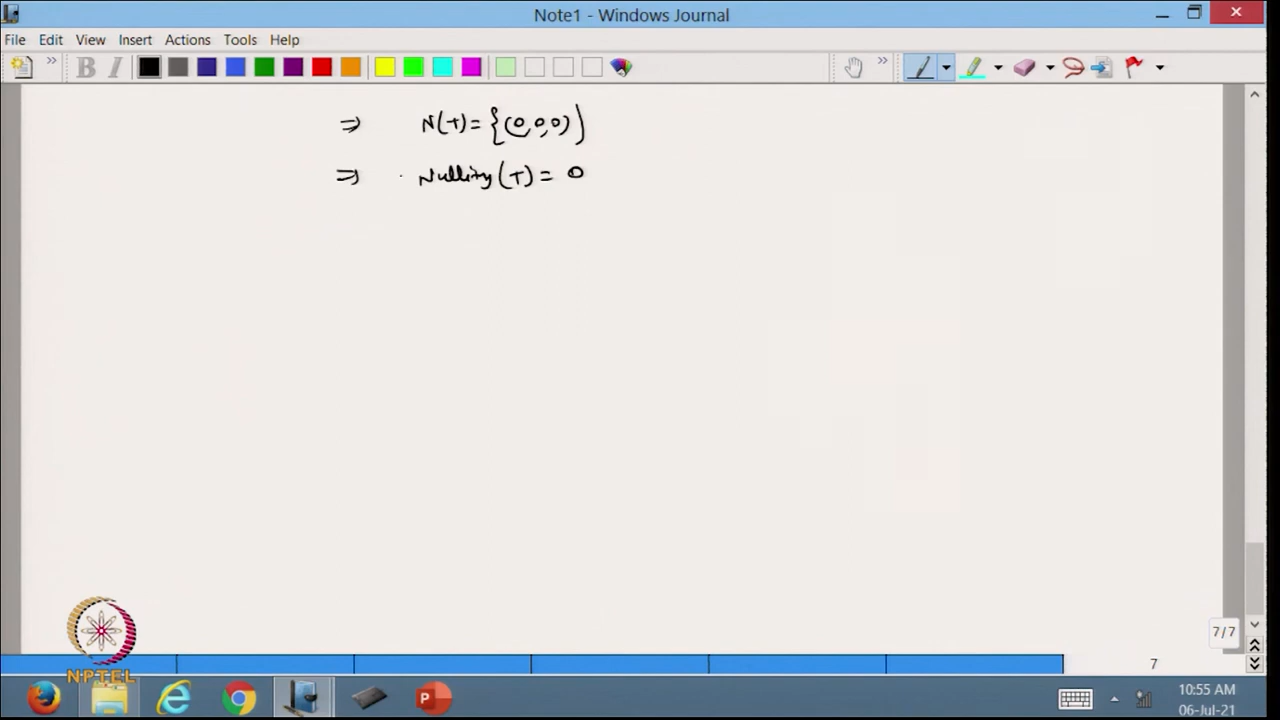 Note1 - Windows Journal
File Edit View Insert Actions Tools Help
B I
⇒ N(T) = {(0,0,0)}
⇒ Nullity (T) = 0
7/7
7
NPTEL
10:55 AM
06-Jul-21